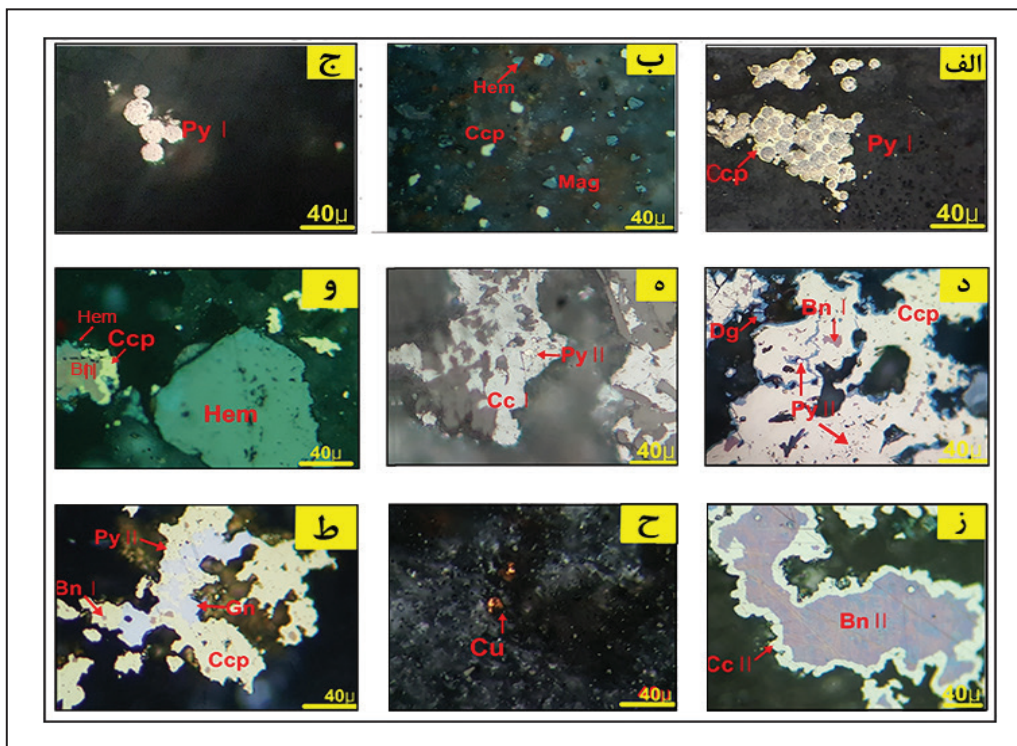 الف
Py I
Ccp
40µ
ب
Hem
Ccp
Mag
40µ
ج
Py I
40µ
د
Bn I
Ccp
Dg
Py II
40µ
ه
Py II
Cc I
40µ
و
Hem
Ccp
Hem
40µ
ز
Bn II
Cc II
40µ
ح
Cu
40µ
ط
Py II
Bn I
Gn
Ccp
40µ